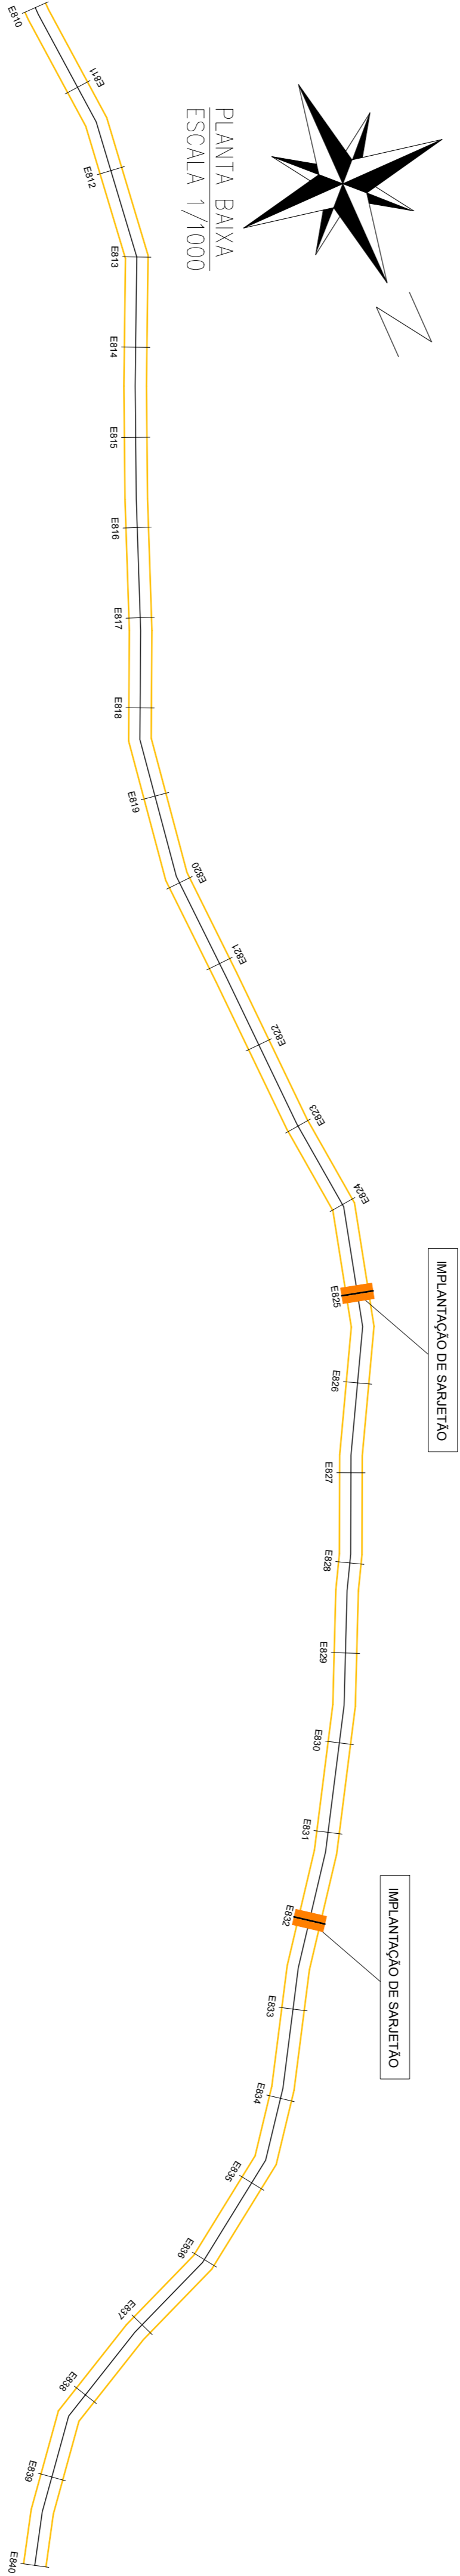 PLANTA BAIXA
ESCALA 1/1000
N
E810
E811
E812
E813
E814
E815
E816
E817
E818
E819
E820
E821
E822
E823
E824
IMPLANTAÇÃO DE SARJETÃO
E825
E826
E827
E828
E829
E830
E831
IMPLANTAÇÃO DE SARJETÃO
E832
E833
E834
E835
E836
E837
E838
E839
E840